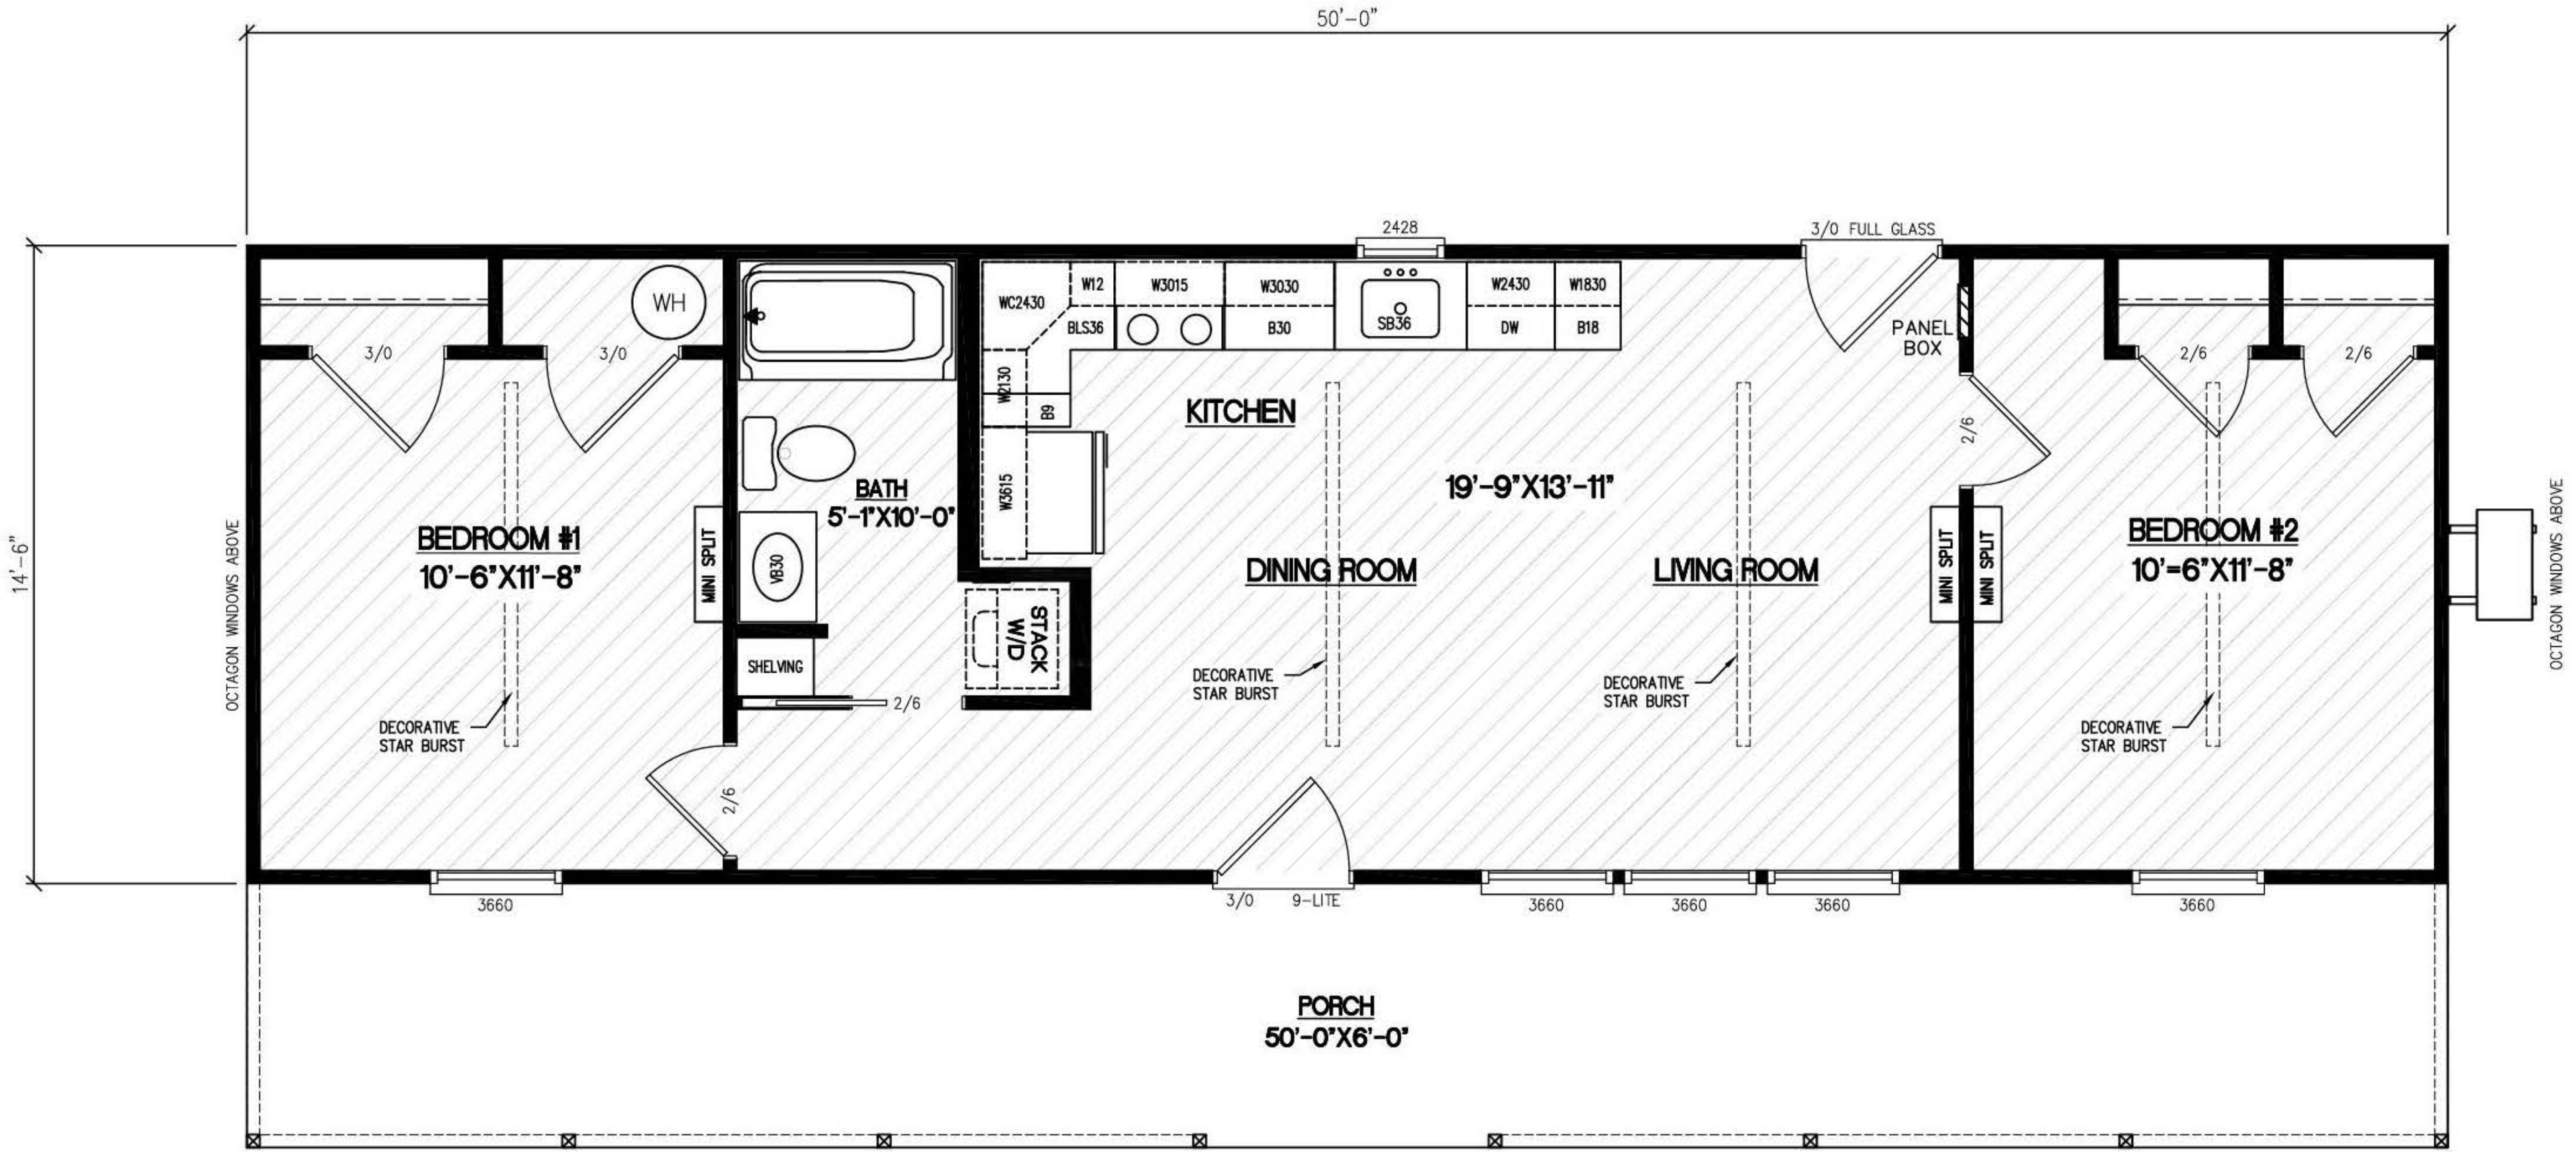 50'-0"
2428
3/0 FULL GLASS
14'-6"
OCTAGON WINDOWS ABOVE
WH
3/0
3/0
WC2430
W12
W3015
W3030
W2430
W1830
BLS36
B30
SB36
DW
B18
PANEL
BOX
2/6
2/6
W2130
B9
KITCHEN
2/6
W3615
BATH
5'-1"X10'-0"
19'-9"X13'-11"
BEDROOM #1
10'-6"X11'-8"
MINI SPLIT
VB30
DINING ROOM
LIVING ROOM
MINI SPLIT
MINI SPLIT
BEDROOM #2
10'=6"X11'-8"
OCTAGON WINDOWS ABOVE
STACK
W/D
SHELVING
2/6
DECORATIVE
STAR BURST
DECORATIVE
STAR BURST
DECORATIVE
STAR BURST
DECORATIVE
STAR BURST
2/6
3660
3/0
9-LITE
3660
3660
3660
3660
PORCH
50'-0"X6'-0"